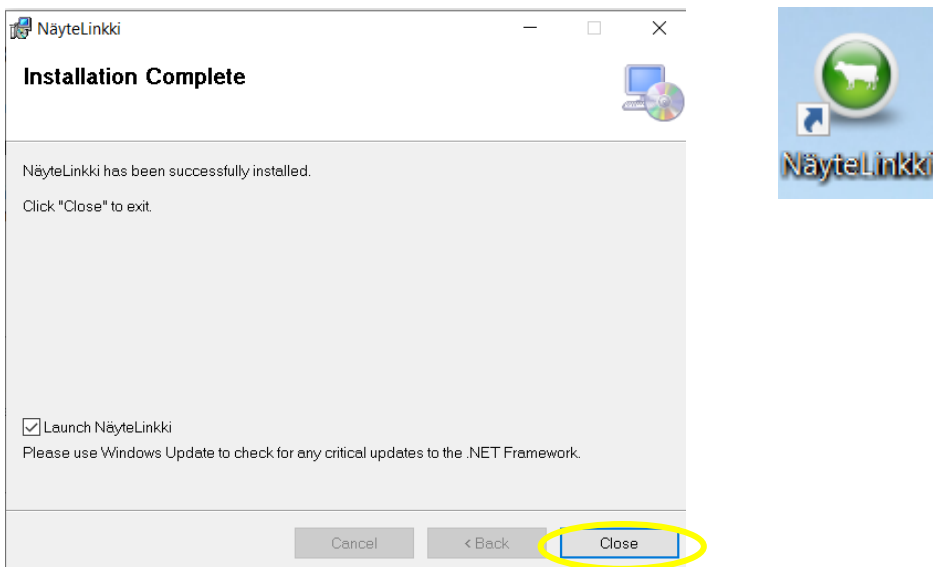 NäyteLinkki
Installation Complete
NäyteLinkki has been successfully installed.
Click "Close" to exit.
Launch NäyteLinkki
Please use Windows Update to check for any critical updates to the .NET Framework.
Cancel
< Back
Close
NäyteLinkki